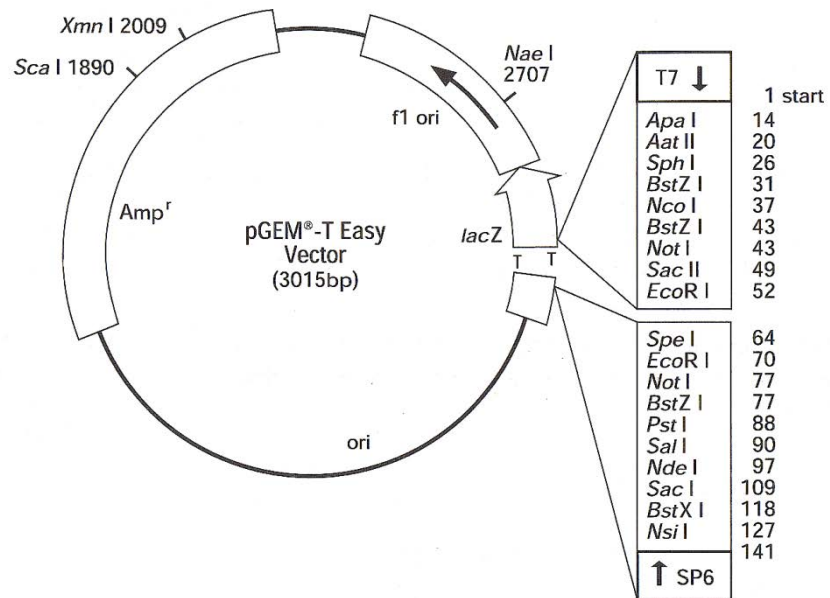 Xmn I 2009
Sca I 1890
Nae I
2707
f1 ori
Amp^r
pGEM®-T Easy
Vector
(3015bp)
lacZ
T T
ori
T7 ↓
1 start
Apa I 14
Aat II 20
Sph I 26
BstZ I 31
Nco I 37
BstZ I 43
Not I 43
Sac II 49
EcoR I 52
Spe I 64
EcoR I 70
Not I 77
BstZ I 77
Pst I 88
Sal I 90
Nde I 97
Sac I 109
BstX I 118
Nsi I 127
141
↑ SP6